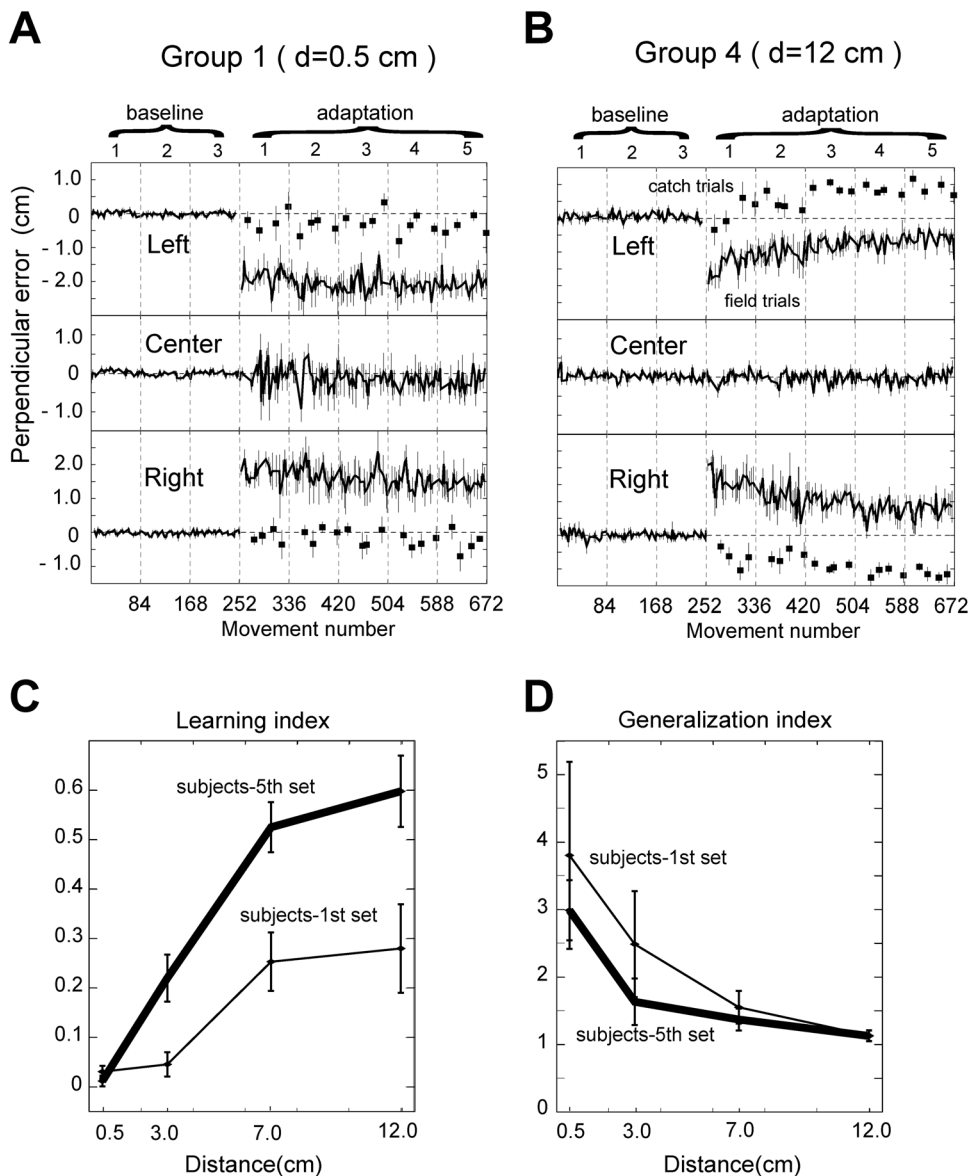 A
Group 1 ( d=0.5 cm )
baseline
adaptation
1 2 3 1 2 3 4 5
Perpendicular error (cm)
1.0
0
- 1.0
- 2.0
Left
1.0
0
- 1.0
Center
2.0
1.0
0
- 1.0
Right
84 168 252 336 420 504 588 672
Movement number
B
Group 4 ( d=12 cm )
baseline
adaptation
1 2 3 1 2 3 4 5
catch trials
Left
field trials
Center
Right
84 168 252 336 420 504 588 672
Movement number
C
Learning index
0.6
0.5
0.4
0.3
0.2
0.1
0
subjects-5th set
subjects-1st set
0.5 3.0 7.0 12.0
Distance(cm)
D
Generalization index
5
4
3
2
1
0
subjects-1st set
subjects-5th set
0.5 3.0 7.0 12.0
Distance(cm)